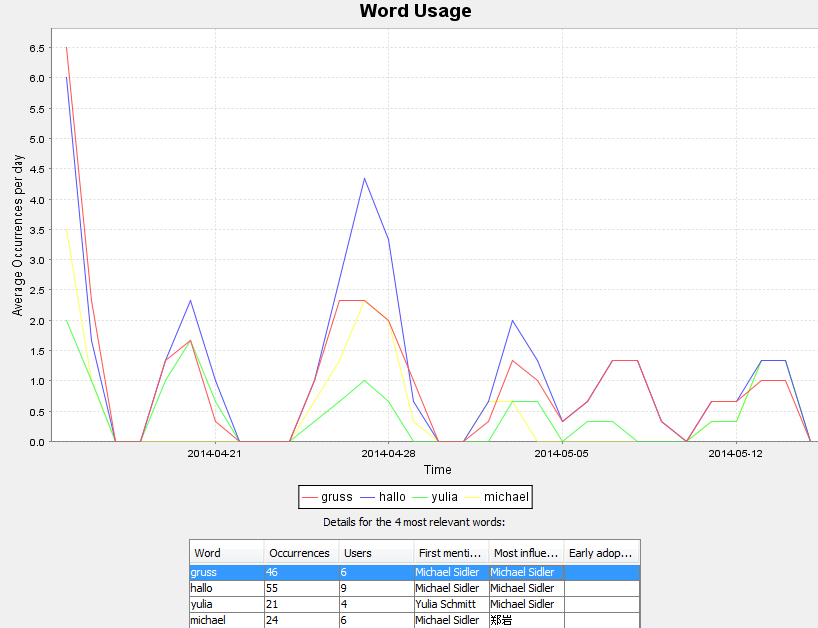 Word Usage
6.5
6.0
5.5
5.0
4.5
4.0
3.5
3.0
2.5
2.0
1.5
1.0
0.5
0.0
Average Occurrences per day
2014-04-21 2014-04-28 2014-05-05 2014-05-12
Time
gruss hallo yulia michael
Details for the 4 most relevant words:
Word Occurrences Users First menti... Most influe... Early adop...
gruss 46 6 Michael Sidler Michael Sidler
hallo 55 9 Michael Sidler Michael Sidler
yulia 21 4 Yulia Schmitt Michael Sidler
michael 24 6 Michael Sidler 郑岩